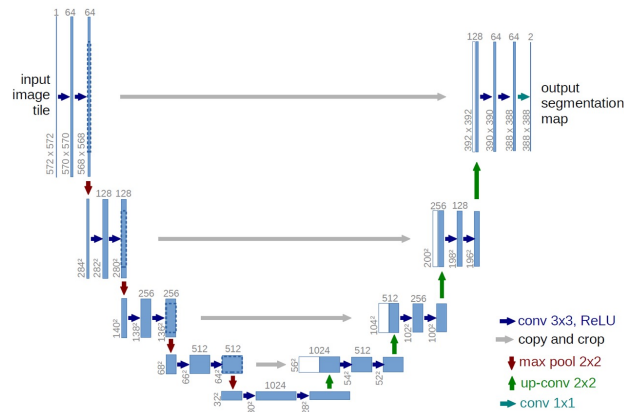 1
64
64
128
64
64
2
input
image
tile
output
segmentation
map
572 x 572
570 x 570
568 x 568
392 x 392
390 x 390
388 x 388
388 x 388
128
128
256
128
284²
282²
280²
200²
198²
196²
256
256
512
256
140²
138²
136²
104²
102²
100²
conv 3x3, ReLU
copy and crop
max pool 2x2
up-conv 2x2
conv 1x1
512
512
1024
512
68²
66²
64²
56²
54²
52²
1024
32²
28²